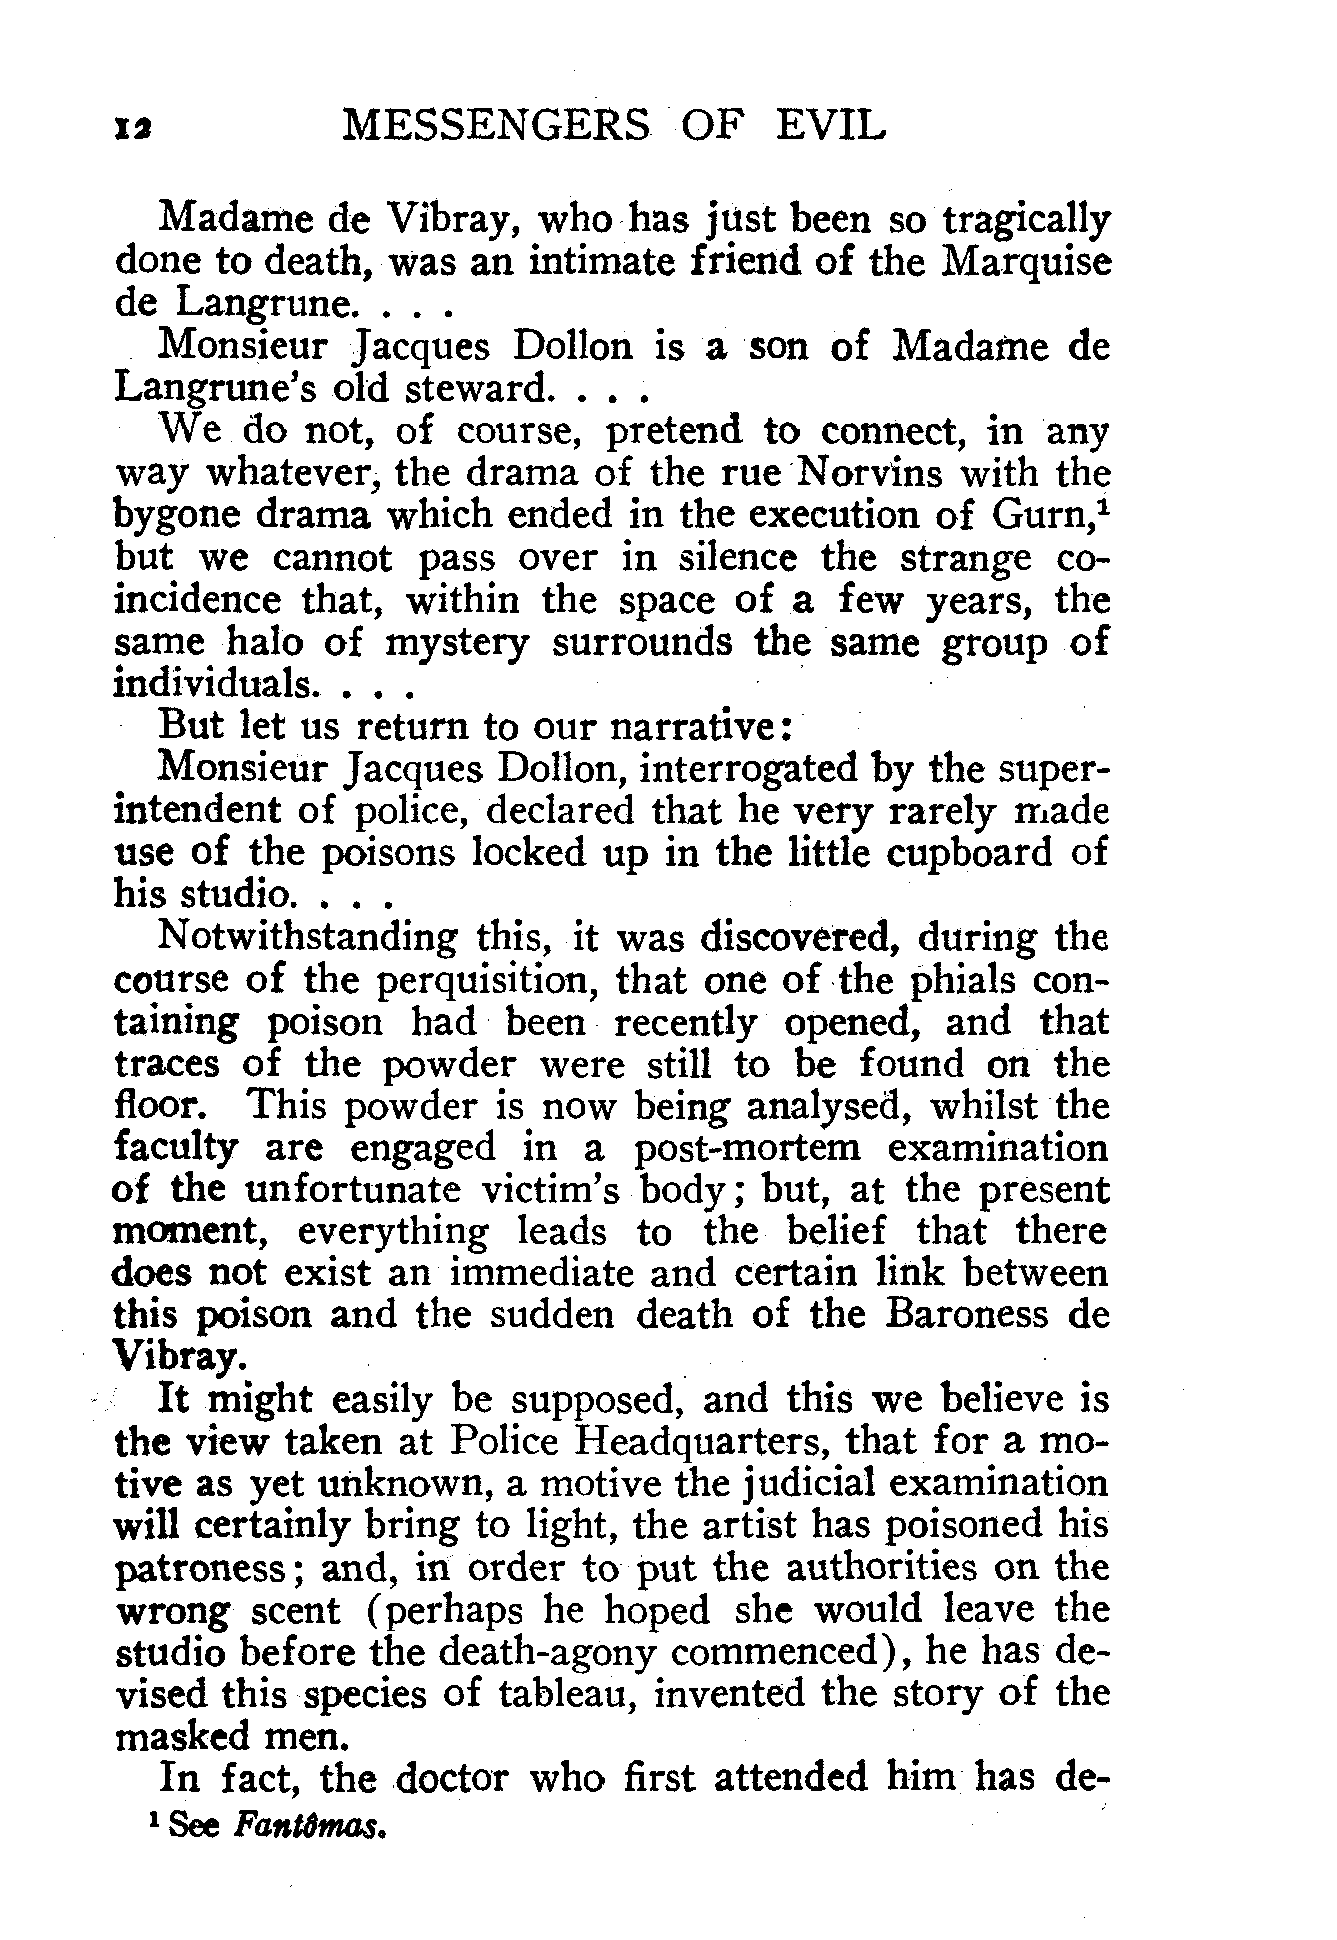 12 MESSENGERS OF EVIL
Madame de Vibray, who has just been so tragically
done to death, was an intimate friend of the Marquise
de Langrune. . . .
Monsieur Jacques Dollon is a son of Madame de
Langrune's old steward. . . .
We do not, of course, pretend to connect, in any
way whatever, the drama of the rue Norvins with the
bygone drama which ended in the execution of Gurn,¹
but we cannot pass over in silence the strange co-
incidence that, within the space of a few years, the
same halo of mystery surrounds the same group of
individuals. . . .
But let us return to our narrative:
Monsieur Jacques Dollon, interrogated by the super-
intendent of police, declared that he very rarely made
use of the poisons locked up in the little cupboard of
his studio. . . .
Notwithstanding this, it was discovered, during the
course of the perquisition, that one of the phials con-
taining poison had been recently opened, and that
traces of the powder were still to be found on the
floor. This powder is now being analysed, whilst the
faculty are engaged in a post-mortem examination
of the unfortunate victim's body; but, at the present
moment, everything leads to the belief that there
does not exist an immediate and certain link between
this poison and the sudden death of the Baroness de
Vibray.
It might easily be supposed, and this we believe is
the view taken at Police Headquarters, that for a mo-
tive as yet unknown, a motive the judicial examination
will certainly bring to light, the artist has poisoned his
patroness; and, in order to put the authorities on the
wrong scent (perhaps he hoped she would leave the
studio before the death-agony commenced), he has de-
vised this species of tableau, invented the story of the
masked men.
In fact, the doctor who first attended him has de-
¹ See Fantômas.